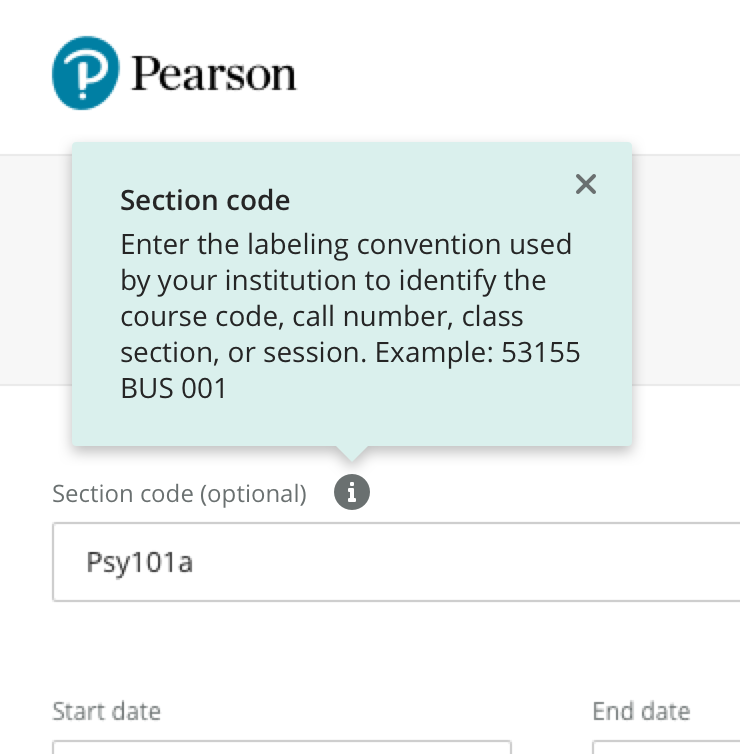 Pearson
Section code
Enter the labeling convention used
by your institution to identify the
course code, call number, class
section, or session. Example: 53155
BUS 001
Section code (optional)
Psy101a
Start date
End date